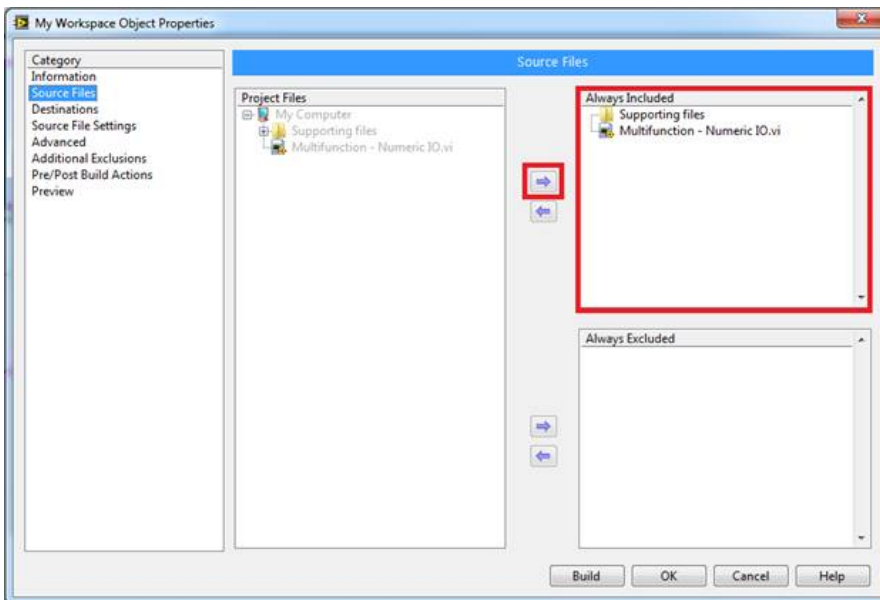 My Workspace Object Properties
Category
Information
Source Files
Destinations
Source File Settings
Advanced
Additional Exclusions
Pre/Post Build Actions
Preview
Source Files
Project Files
My Computer
Supporting files
Multifunction - Numeric IO.vi
Always Included
Supporting files
Multifunction - Numeric IO.vi
Always Excluded
Build OK Cancel Help